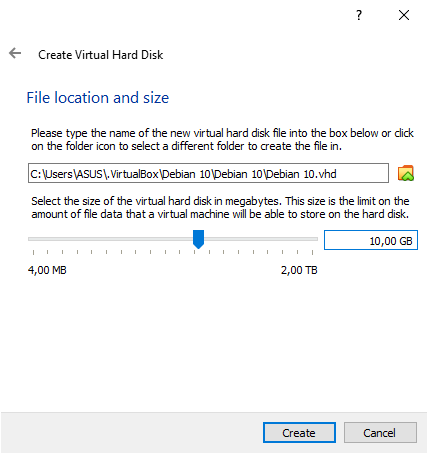 ?
Create Virtual Hard Disk
File location and size
Please type the name of the new virtual hard disk file into the box below or click
on the folder icon to select a different folder to create the file in.
C:\Users\ASUS\.VirtualBox\Debian 10\Debian 10\Debian 10.vhd
Select the size of the virtual hard disk in megabytes. This size is the limit on the
amount of file data that a virtual machine will be able to store on the hard disk.
10,00 GB
4,00 MB 2,00 TB
Create Cancel